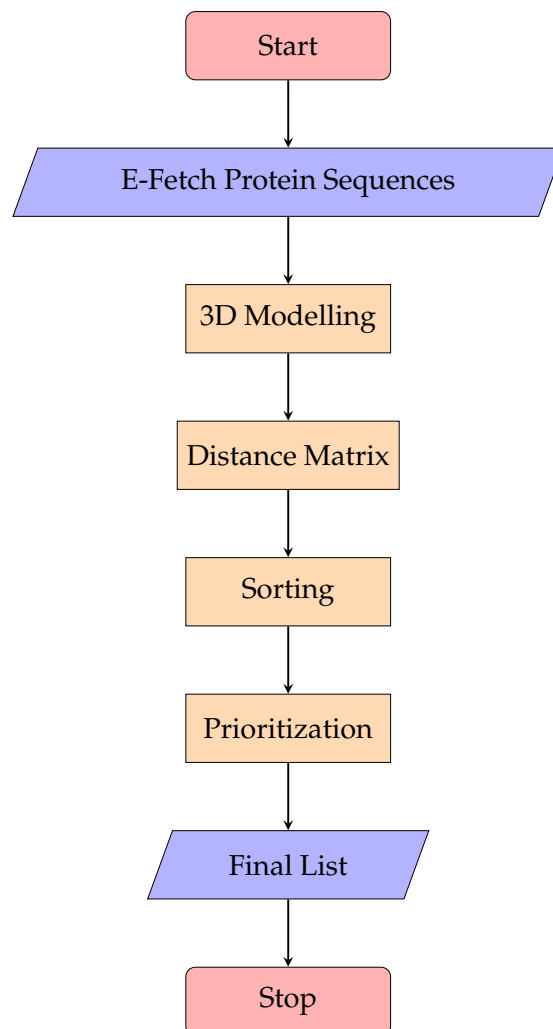 Start
E-Fetch Protein Sequences
3D Modelling
Distance Matrix
Sorting
Prioritization
Final List
Stop